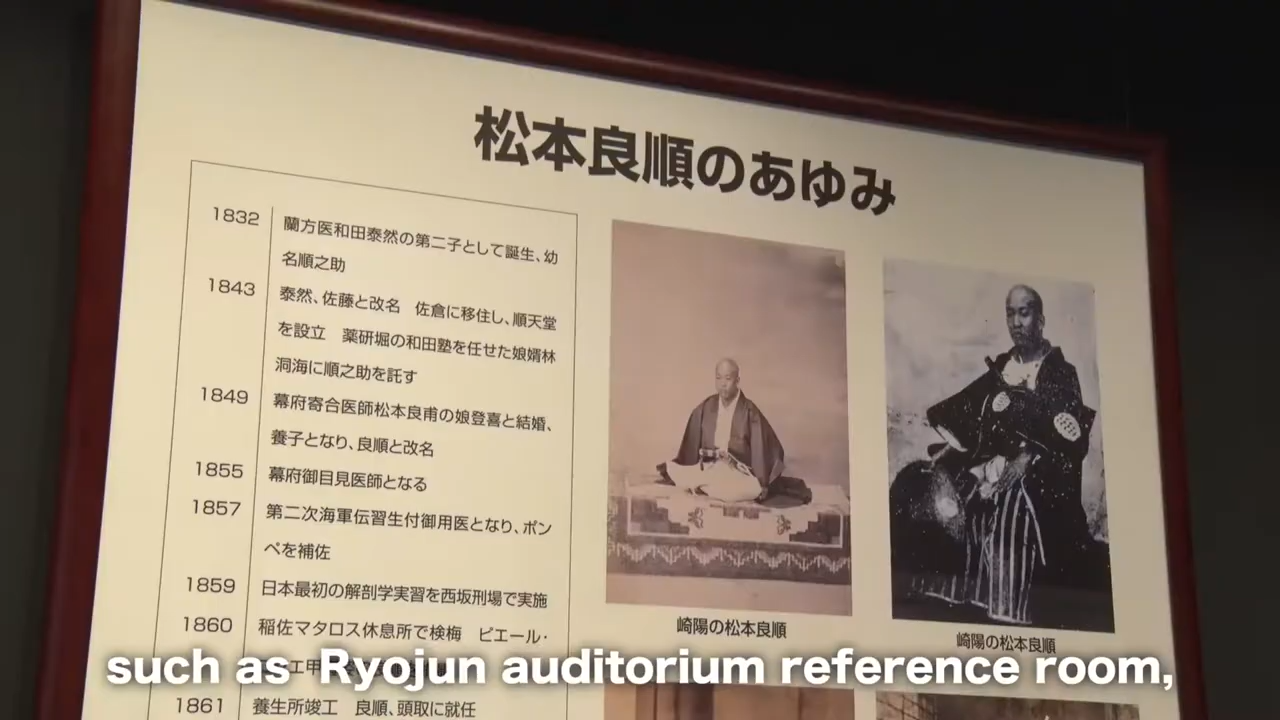 松本良順のあゆみ
1832 蘭方医和田泰然の第二子として誕生、幼
名順之助
1843 泰然、佐藤と改名 佐倉に移住し、順天堂
を設立 薬研堀の和田塾を任せた娘婿林
洞海に順之助を託す
1849 幕府寄合医師松本良甫の娘登喜と結婚、
養子となり、良順と改名
1855 幕府御目見医師となる
1857 第二次海軍伝習生付御用医となり、ポン
ペを補佐
1859 日本最初の解剖学実習を西坂刑場で実施
1860 稲佐マタロス休息所で検梅 ピエール・
工甲
1861 養生所竣工 良順、頭取に就任
崎陽の松本良順
崎陽の松本良順
such as Ryojun auditorium reference room,